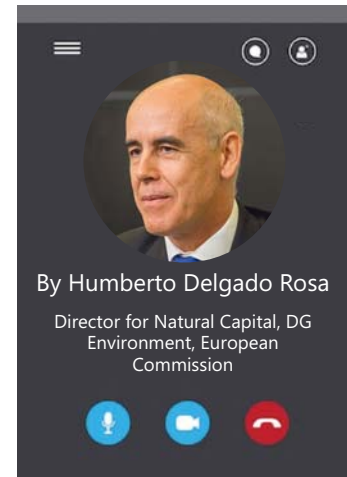 By Humberto Delgado Rosa
Director for Natural Capital, DG
Environment, European
Commission